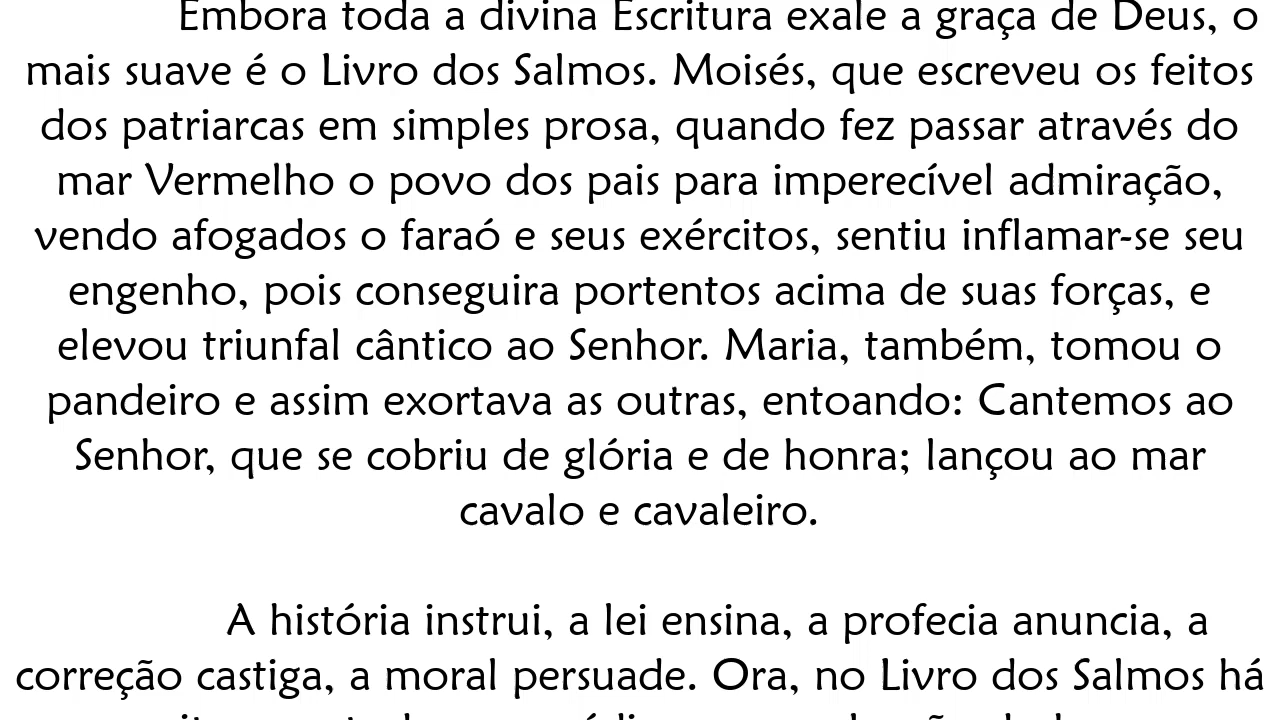 Embora toda a divina Escritura exale a graça de Deus, o
mais suave é o Livro dos Salmos. Moisés, que escreveu os feitos
dos patriarcas em simples prosa, quando fez passar através do
mar Vermelho o povo dos pais para imperecível admiração,
vendo afogados o faraó e seus exércitos, sentiu inflamar-se seu
engenho, pois conseguira portentos acima de suas forças, e
elevou triunfal cântico ao Senhor. Maria, também, tomou o
pandeiro e assim exortava as outras, entoando: Cantemos ao
Senhor, que se cobriu de glória e de honra; lançou ao mar
cavalo e cavaleiro.
A história instrui, a lei ensina, a profecia anuncia, a
correção castiga, a moral persuade. Ora, no Livro dos Salmos há